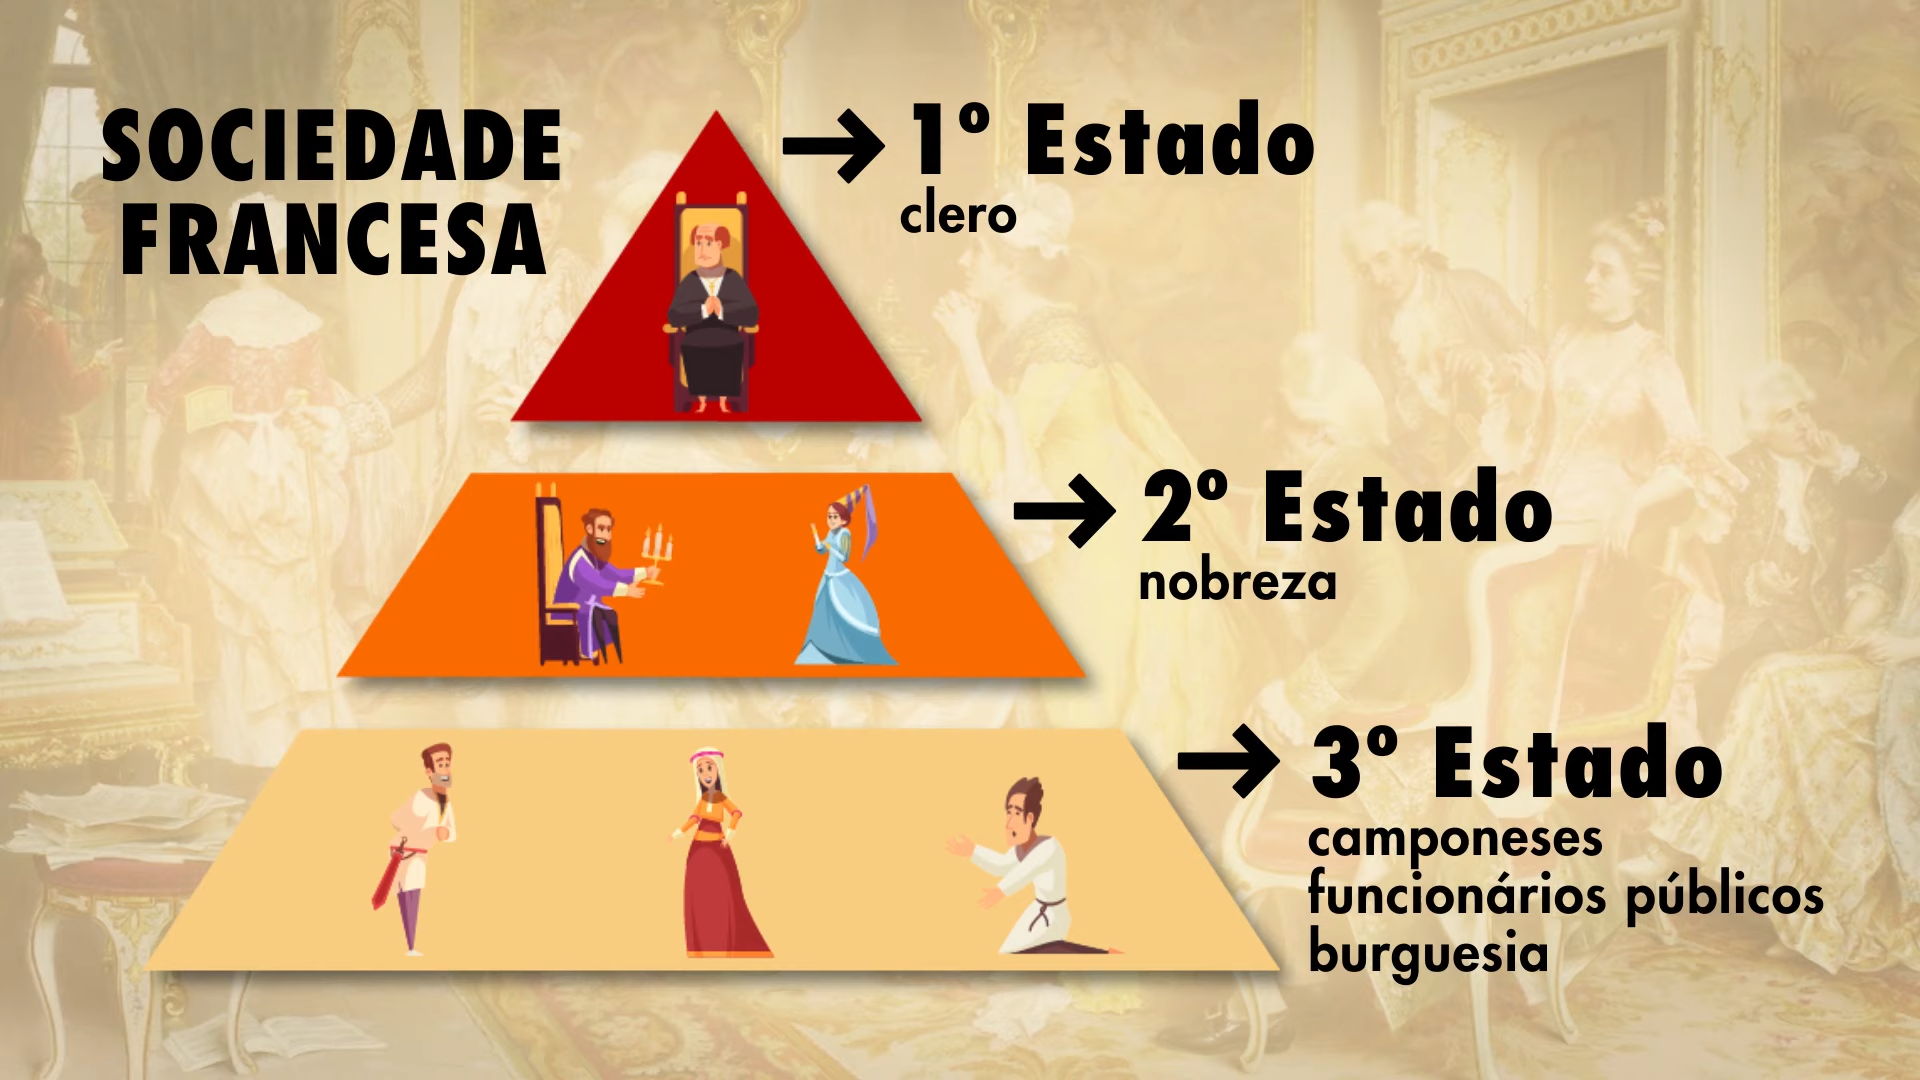 SOCIEDADE
FRANCESA
1º Estado
clero
2º Estado
nobreza
3º Estado
camponeses
funcionários públicos
burguesia